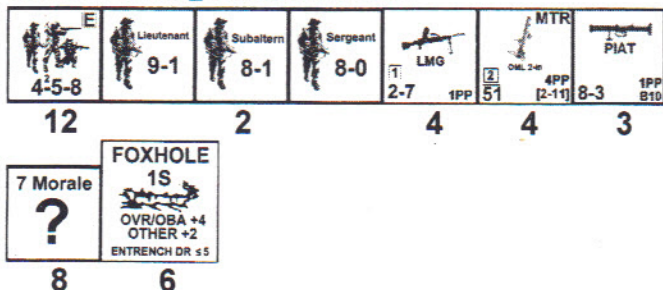 E
4-²5-8
Lieutenant
9-1
Subaltern
8-1
Sergeant
8-0
LMG
1
2-7 1PP
MTR
OML 2-in
2
4PP
51 [2-11]
PIAT
1PP
8-3 B10
12 2 4 4 3
7 Morale
?
FOXHOLE
1S
OVR/OBA +4
OTHER +2
ENTRENCH DR ≤5
8 6